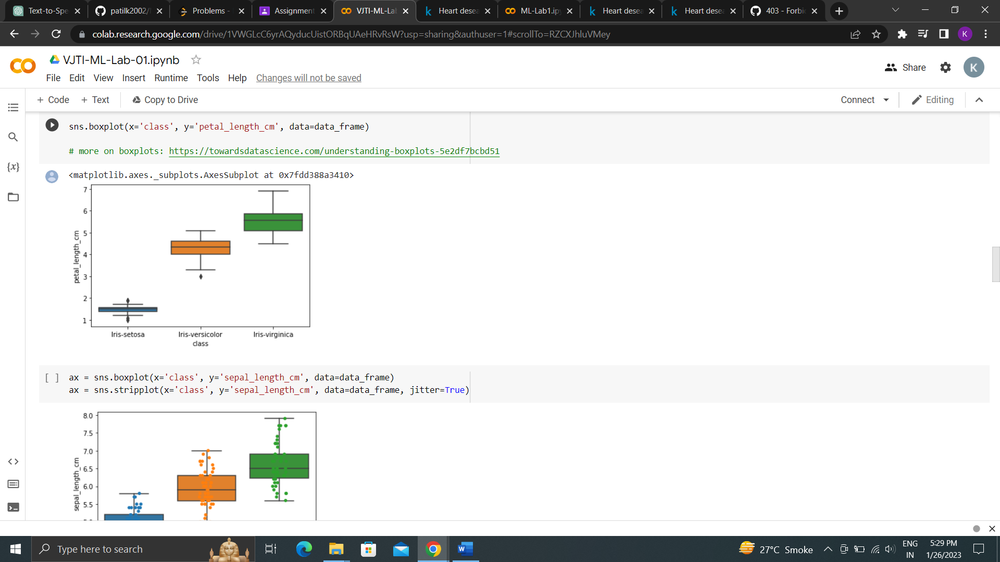 Text-to-Spe
patilk2002/
Problems -
Assignment
VJTI-ML-La
Heart desea
ML-Lab1.ipy
Heart desea
Heart desea
403 - Forbi
colab.research.google.com/drive/1VWGLcC6yrAQyducUistORBqUAeHRvRsW?usp=sharing&authuser=1#scrollTo=RZCXJhluVMey
K
VJTI-ML-Lab-01.ipynb
Share
K
File Edit View Insert Runtime Tools Help Changes will not be saved
+ Code + Text Copy to Drive
Connect
Editing
sns.boxplot(x='class', y='petal_length_cm', data=data_frame)
# more on boxplots: https://towardsdatascience.com/understanding-boxplots-5e2df7bcbd51
{x}
<matplotlib.axes._subplots.AxesSubplot at 0x7fdd388a3410>
7
6
5
4
3
2
1
petal_length_cm
Iris-setosa Iris-versicolor Iris-virginica
class
[ ] ax = sns.boxplot(x='class', y='sepal_length_cm', data=data_frame)
ax = sns.stripplot(x='class', y='sepal_length_cm', data=data_frame, jitter=True)
8.0
7.5
7.0
6.5
6.0
5.5
sepal_length_cm
Type here to search
27°C Smoke
ENG
IN
5:29 PM
1/26/2023